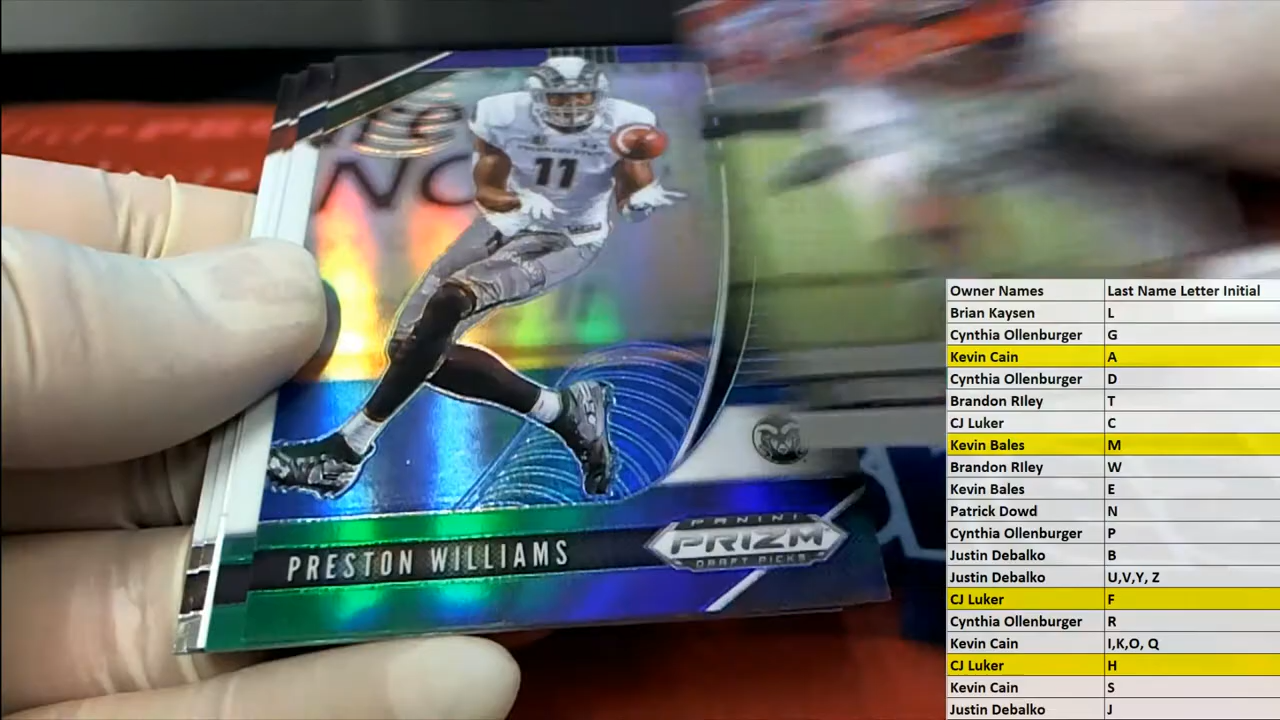 NC
11
PRESTON WILLIAMS
PANINI
PRIZM
DRAFT PICKS
Owner Names	Last Name Letter Initial
Brian Kaysen	L
Cynthia Ollenburger	G
Kevin Cain	A
Cynthia Ollenburger	D
Brandon RIley	T
CJ Luker	C
Kevin Bales	M
Brandon RIley	W
Kevin Bales	E
Patrick Dowd	N
Cynthia Ollenburger	P
Justin Debalko	B
Justin Debalko	U,V,Y, Z
CJ Luker	F
Cynthia Ollenburger	R
Kevin Cain	I,K,O, Q
CJ Luker	H
Kevin Cain	S
Justin Debalko	J